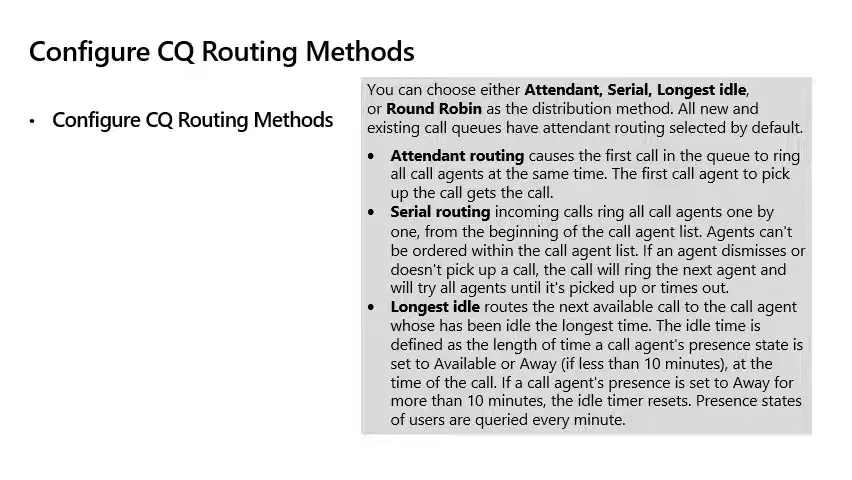 Configure CQ Routing Methods
• Configure CQ Routing Methods
You can choose either Attendant, Serial, Longest idle,
or Round Robin as the distribution method. All new and
existing call queues have attendant routing selected by default.
• Attendant routing causes the first call in the queue to ring
all call agents at the same time. The first call agent to pick
up the call gets the call.
• Serial routing incoming calls ring all call agents one by
one, from the beginning of the call agent list. Agents can't
be ordered within the call agent list. If an agent dismisses or
doesn't pick up a call, the call will ring the next agent and
will try all agents until it's picked up or times out.
• Longest idle routes the next available call to the call agent
whose has been idle the longest time. The idle time is
defined as the length of time a call agent's presence state is
set to Available or Away (if less than 10 minutes), at the
time of the call. If a call agent's presence is set to Away for
more than 10 minutes, the idle timer resets. Presence states
of users are queried every minute.